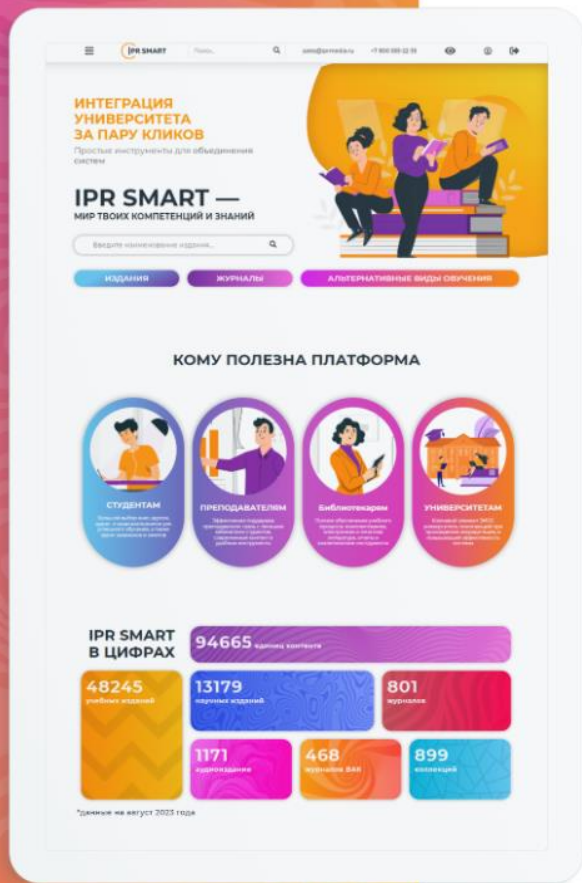 IPR SMART
Поиск...
sales@iprmedia.ru
ИНТЕГРАЦИЯ
УНИВЕРСИТЕТА
ЗА ПАРУ КЛИКОВ
Простые инструменты для объединения
систем
IPR SMART —
МИР ТВОИХ КОМПЕТЕНЦИЙ И ЗНАНИЙ
Введите наименование издания...
ИЗДАНИЯ
ЖУРНАЛЫ
АЛЬТЕРНАТИВНЫЕ ВИДЫ ОБУЧЕНИЯ
КОМУ ПОЛЕЗНА ПЛАТФОРМА
СТУДЕНТАМ
ПРЕПОДАВАТЕЛЯМ
Библиотекарям
УНИВЕРСИТЕТАМ
IPR SMART
В ЦИФРАХ
94665 единиц контента
48245
учебных изданий
13179
научных изданий
801
журналов
1171
аудиоиздание
468
журналов ВАК
899
коллекций
*данные на август 2023 года